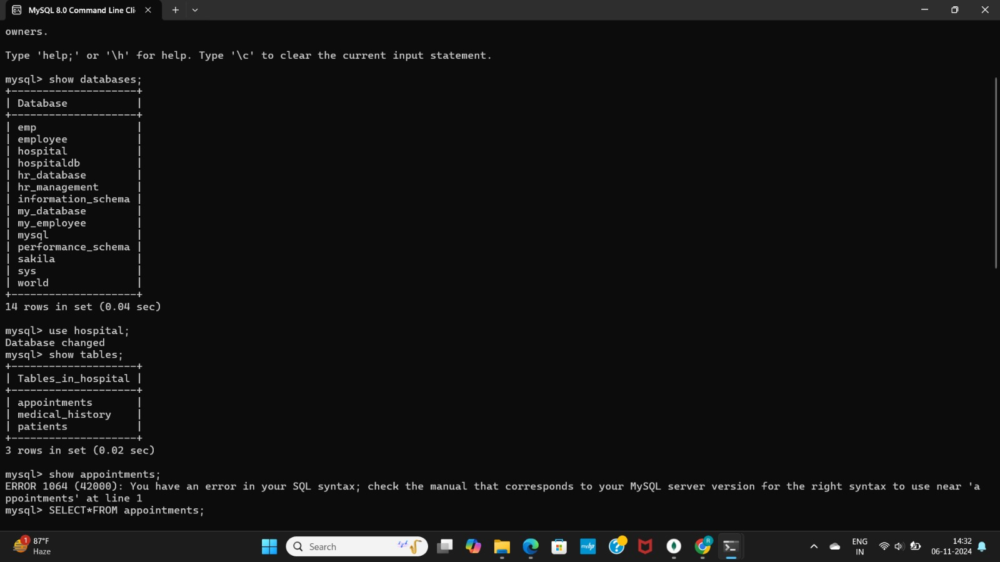 MySQL 8.0 Command Line Cli
owners.
Type 'help;' or '\h' for help. Type '\c' to clear the current input statement.
mysql> show databases;
+--------------------+
| Database           |
+--------------------+
| emp                |
| employee           |
| hospital           |
| hospitaldb         |
| hr_database        |
| hr_management      |
| information_schema |
| my_database        |
| my_employee        |
| mysql              |
| performance_schema |
| sakila             |
| sys                |
| world              |
+--------------------+
14 rows in set (0.04 sec)
mysql> use hospital;
Database changed
mysql> show tables;
+--------------------+
| Tables_in_hospital |
+--------------------+
| appointments       |
| medical_history    |
| patients           |
+--------------------+
3 rows in set (0.02 sec)
mysql> show appointments;
ERROR 1064 (42000): You have an error in your SQL syntax; check the manual that corresponds to your MySQL server version for the right syntax to use near 'a
ppointments' at line 1
mysql> SELECT*FROM appointments;
1
87°F
Haze
Search
myhp
R
ENG
IN
14:32
06-11-2024